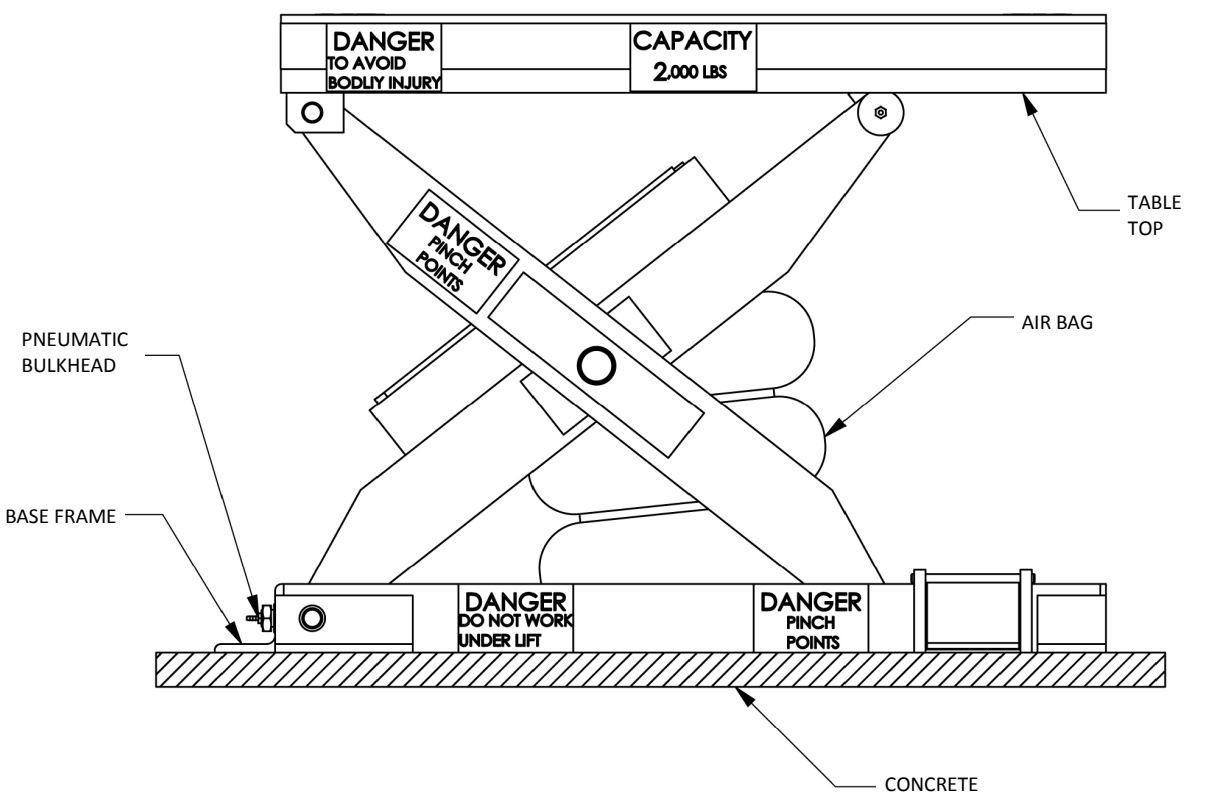 DANGER
TO AVOID
BODLIY INJURY
CAPACITY
2,000 LBS
TABLE
TOP
DANGER
PINCH
POINTS
AIR BAG
PNEUMATIC
BULKHEAD
BASE FRAME
DANGER
DO NOT WORK
UNDER LIFT
DANGER
PINCH
POINTS
CONCRETE